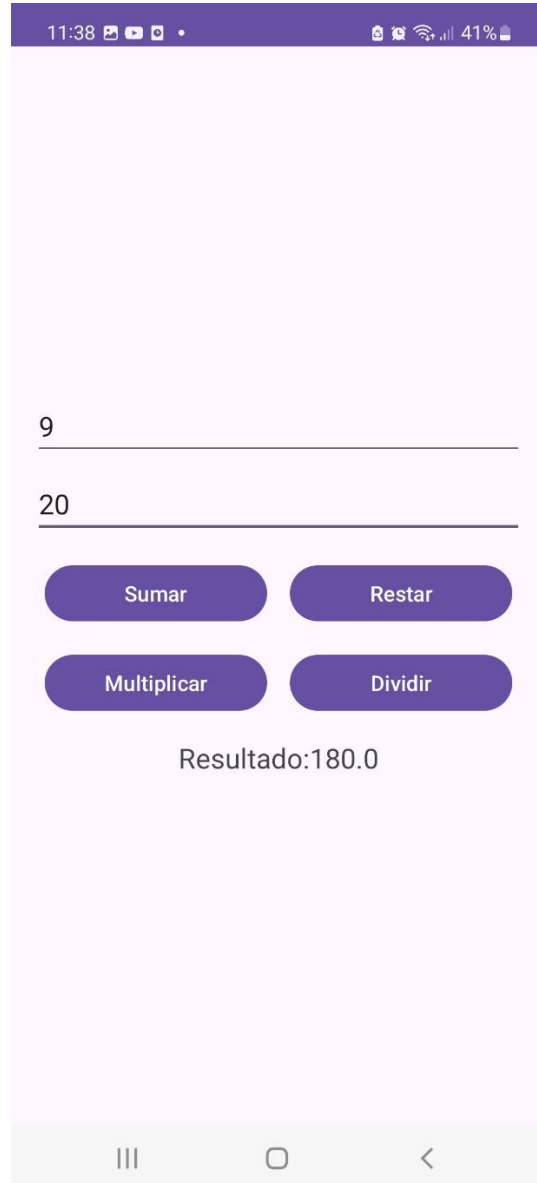 11:38 41%
9
20
Sumar Restar
Multiplicar Dividir
Resultado:180.0